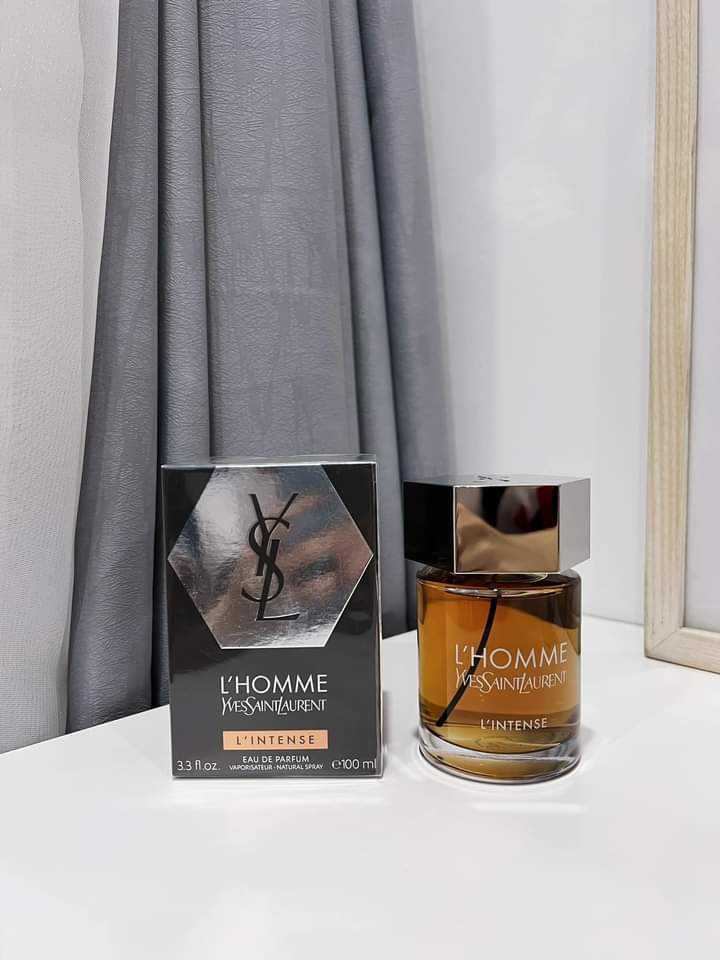 YSL
L'HOMME
YVESSAINTLAURENT
L'INTENSE
EAU DE PARFUM
3.3 fl.oz. VAPORISATEUR - NATURAL SPRAY ℮100 ml
L'HOMME
YVESSAINTLAURENT
L'INTENSE